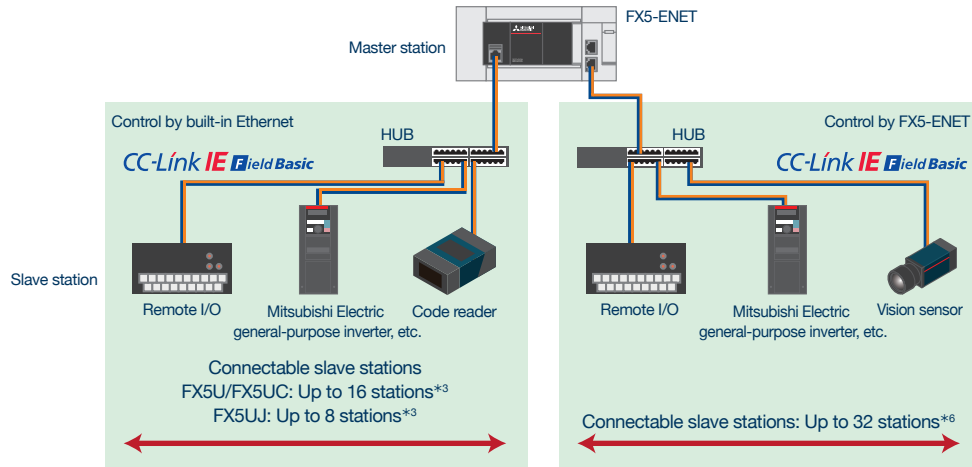 FX5-ENET
Master station
Control by built-in Ethernet
HUB
CC-Link IE Field Basic
Slave station
Remote I/O
Mitsubishi Electric
general-purpose inverter, etc.
Code reader
Connectable slave stations
FX5U/FX5UC: Up to 16 stations*3
FX5UJ: Up to 8 stations*3
HUB
Control by FX5-ENET
CC-Link IE Field Basic
Remote I/O
Mitsubishi Electric
general-purpose inverter, etc.
Vision sensor
Connectable slave stations: Up to 32 stations*6